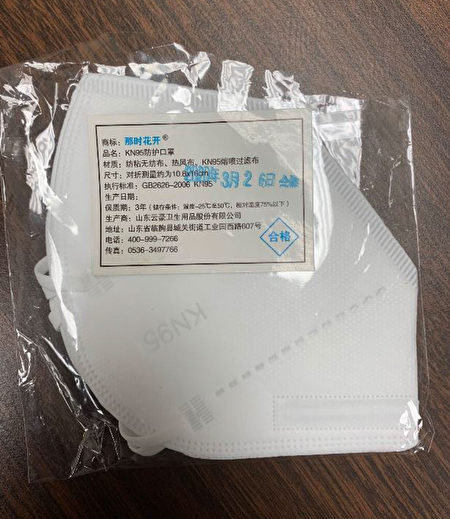 商标：那时花开®
品名：KN95防护口罩
材质：纺粘无纺布、热风布、KN95熔喷过滤布
尺寸：对折测量约为10.6x16cm
执行标准：GB2626-2006 KN95
3月2
生产日期：
保质期：3年（储存条件：温度-25℃至50℃，相对湿度75%以下）
生产商：山东云豪卫生用品股份有限公司
地址：山东省临朐县城关街道工业园西路607号
电话：400-999-7266
传真：0536-3497766
合格
KN95